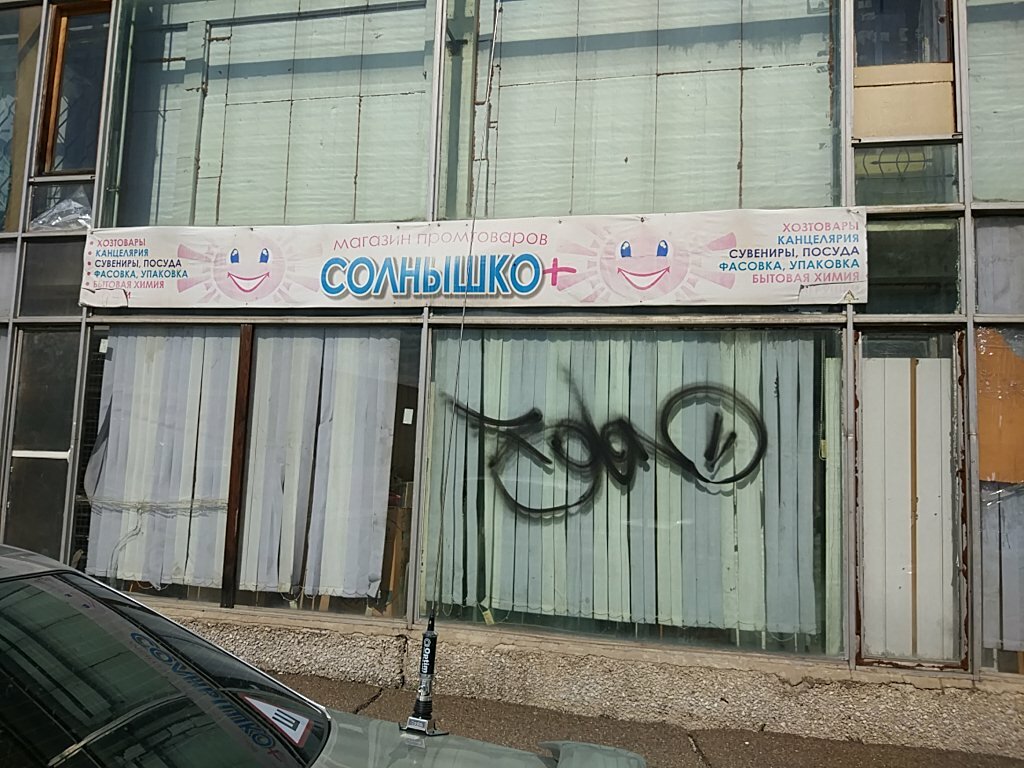 • ХОЗТОВАРЫ
• КАНЦЕЛЯРИЯ
• СУВЕНИРЫ, ПОСУДА
• ФАСОВКА, УПАКОВКА
• БЫТОВАЯ ХИМИЯ
магазин промтоваров
СОЛНЫШКО+
ХОЗТОВАРЫ
КАНЦЕЛЯРИЯ
СУВЕНИРЫ, ПОСУДА
ФАСОВКА, УПАКОВКА
БЫТОВАЯ ХИМИЯ
Optim